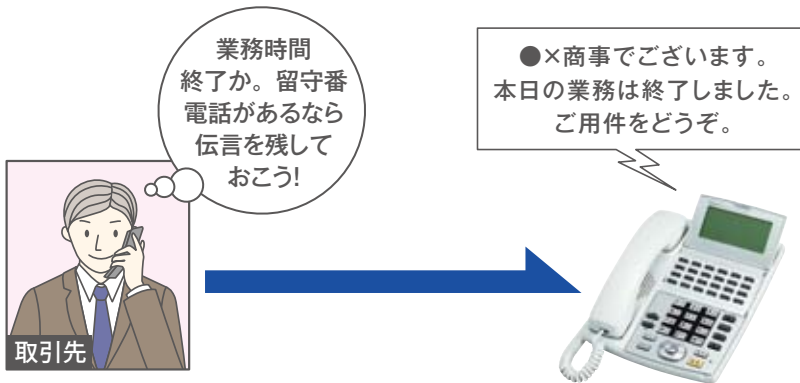 業務時間
終了か。留守番
電話があるなら
伝言を残して
おこう!
●×商事でございます。
本日の業務は終了しました。
ご用件をどうぞ。
取引先